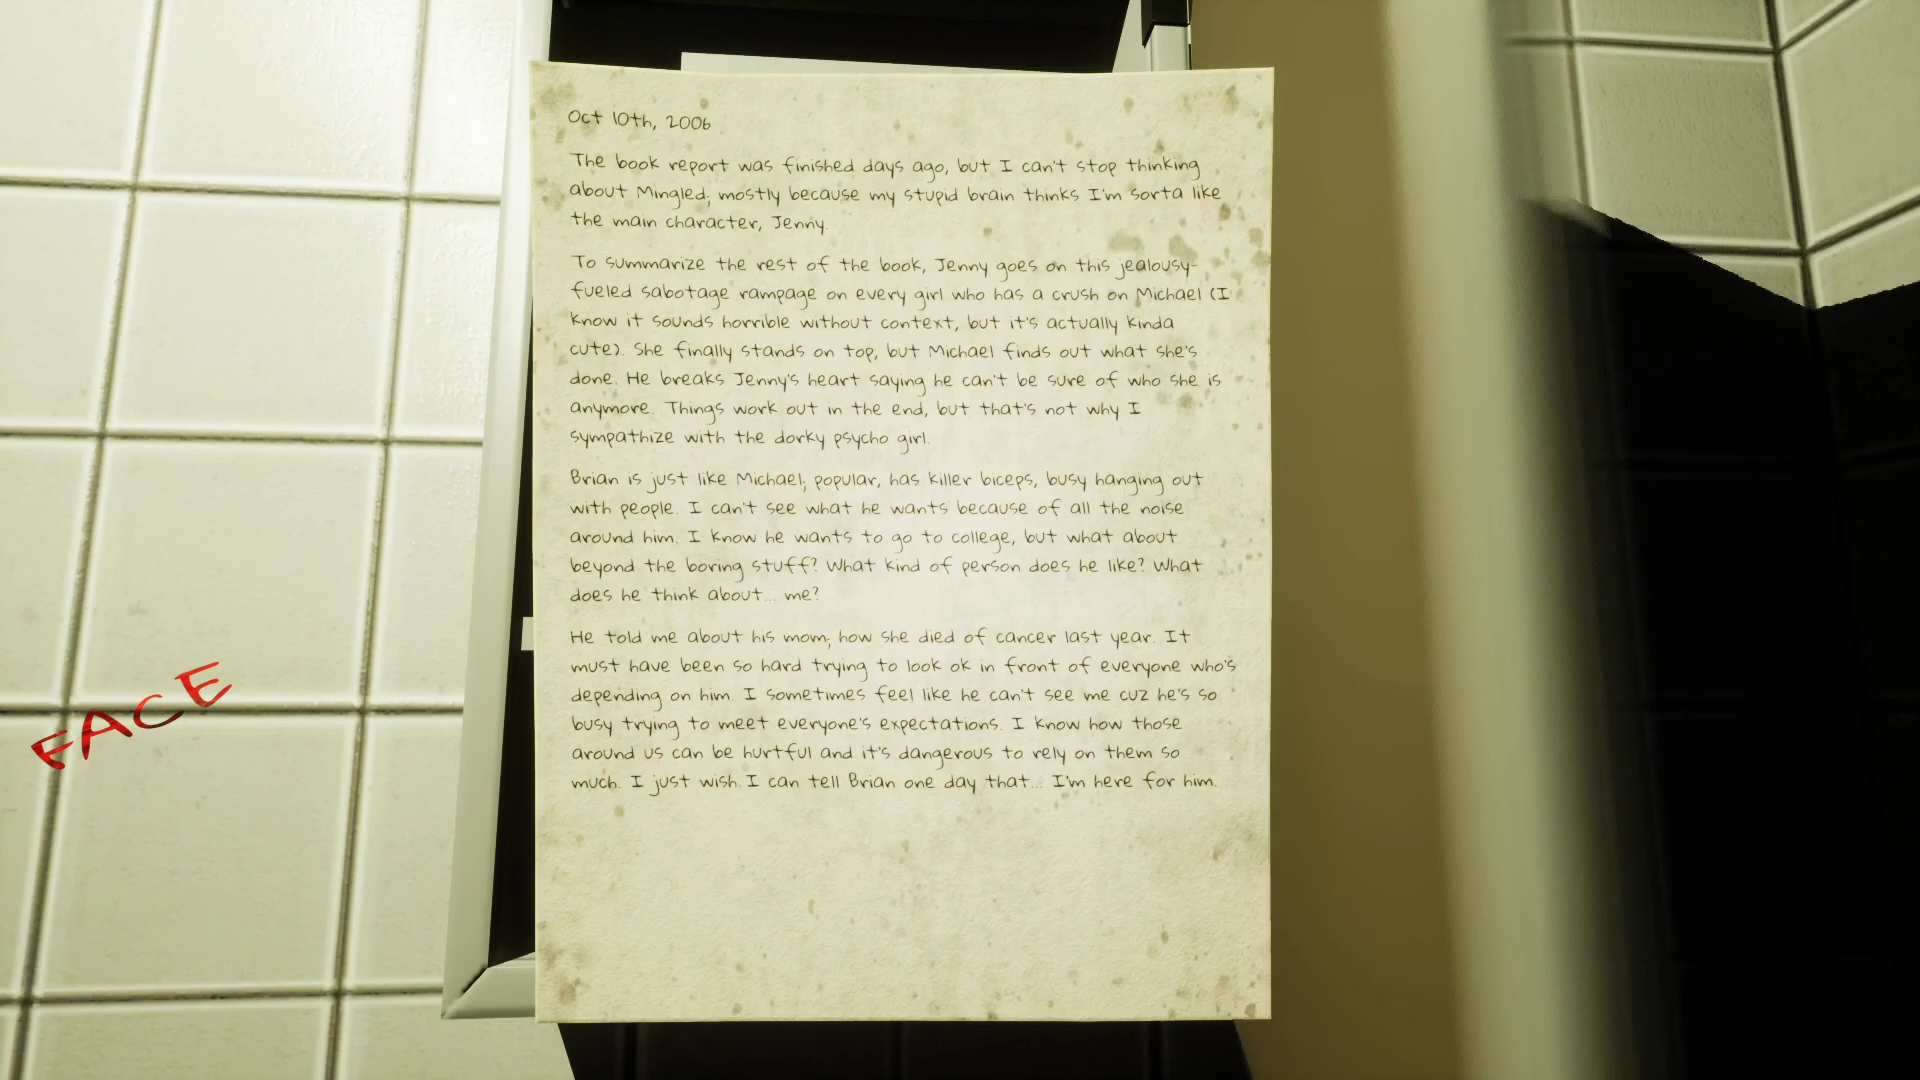 Oct 10th, 2006
The book report was finished days ago, but I can't stop thinking
about Mingled; mostly because my stupid brain thinks I'm sorta like
the main character, Jenny.
To summarize the rest of the book, Jenny goes on this jealousy-
fueled sabotage rampage on every girl who has a crush on Michael (I
know it sounds horrible without context, but it's actually kinda
cute). She finally stands on top, but Michael finds out what she's
done. He breaks Jenny's heart saying he can't be sure of who she is
anymore. Things work out in the end, but that's not why I
sympathize with the dorky psycho girl.
Brian is just like Michael; popular, has killer biceps, busy hanging out
with people. I can't see what he wants because of all the noise
around him. I know he wants to go to college, but what about
beyond the boring stuff? What kind of person does he like? What
does he think about... me?
He told me about his mom; how she died of cancer last year. It
must have been so hard trying to look ok in front of everyone who's
depending on him. I sometimes feel like he can't see me cuz he's so
busy trying to meet everyone's expectations. I know how those
around us can be hurtful and it's dangerous to rely on them so
much. I just wish I can tell Brian one day that... I'm here for him.
FACE